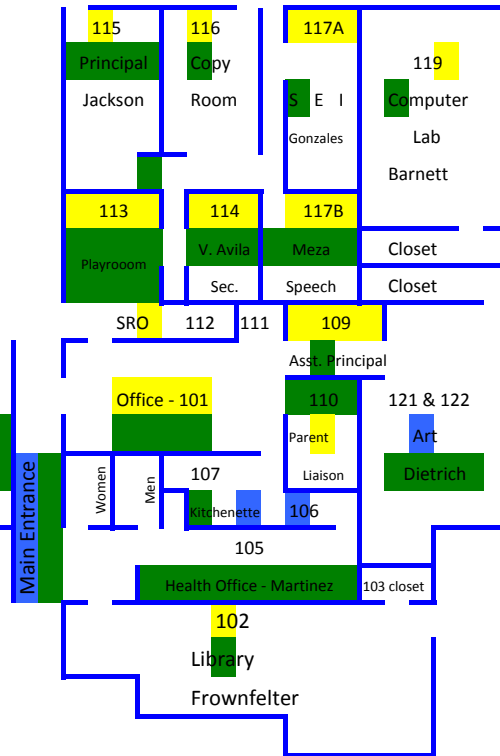 115 116 117A
Principal Copy 119
Jackson Room S E I Computer
Gonzales Lab
Barnett
113 114 117B
Playrooom V. Avila Meza Closet
Sec. Speech Closet
SRO 112 111 109
Asst. Principal
Office - 101 110 121 & 122
Parent Art
Women Men 107 Liaison Dietrich
Kitchenette 106
Main Entrance
105
Health Office - Martinez 103 closet
102
Library
Frownfelter